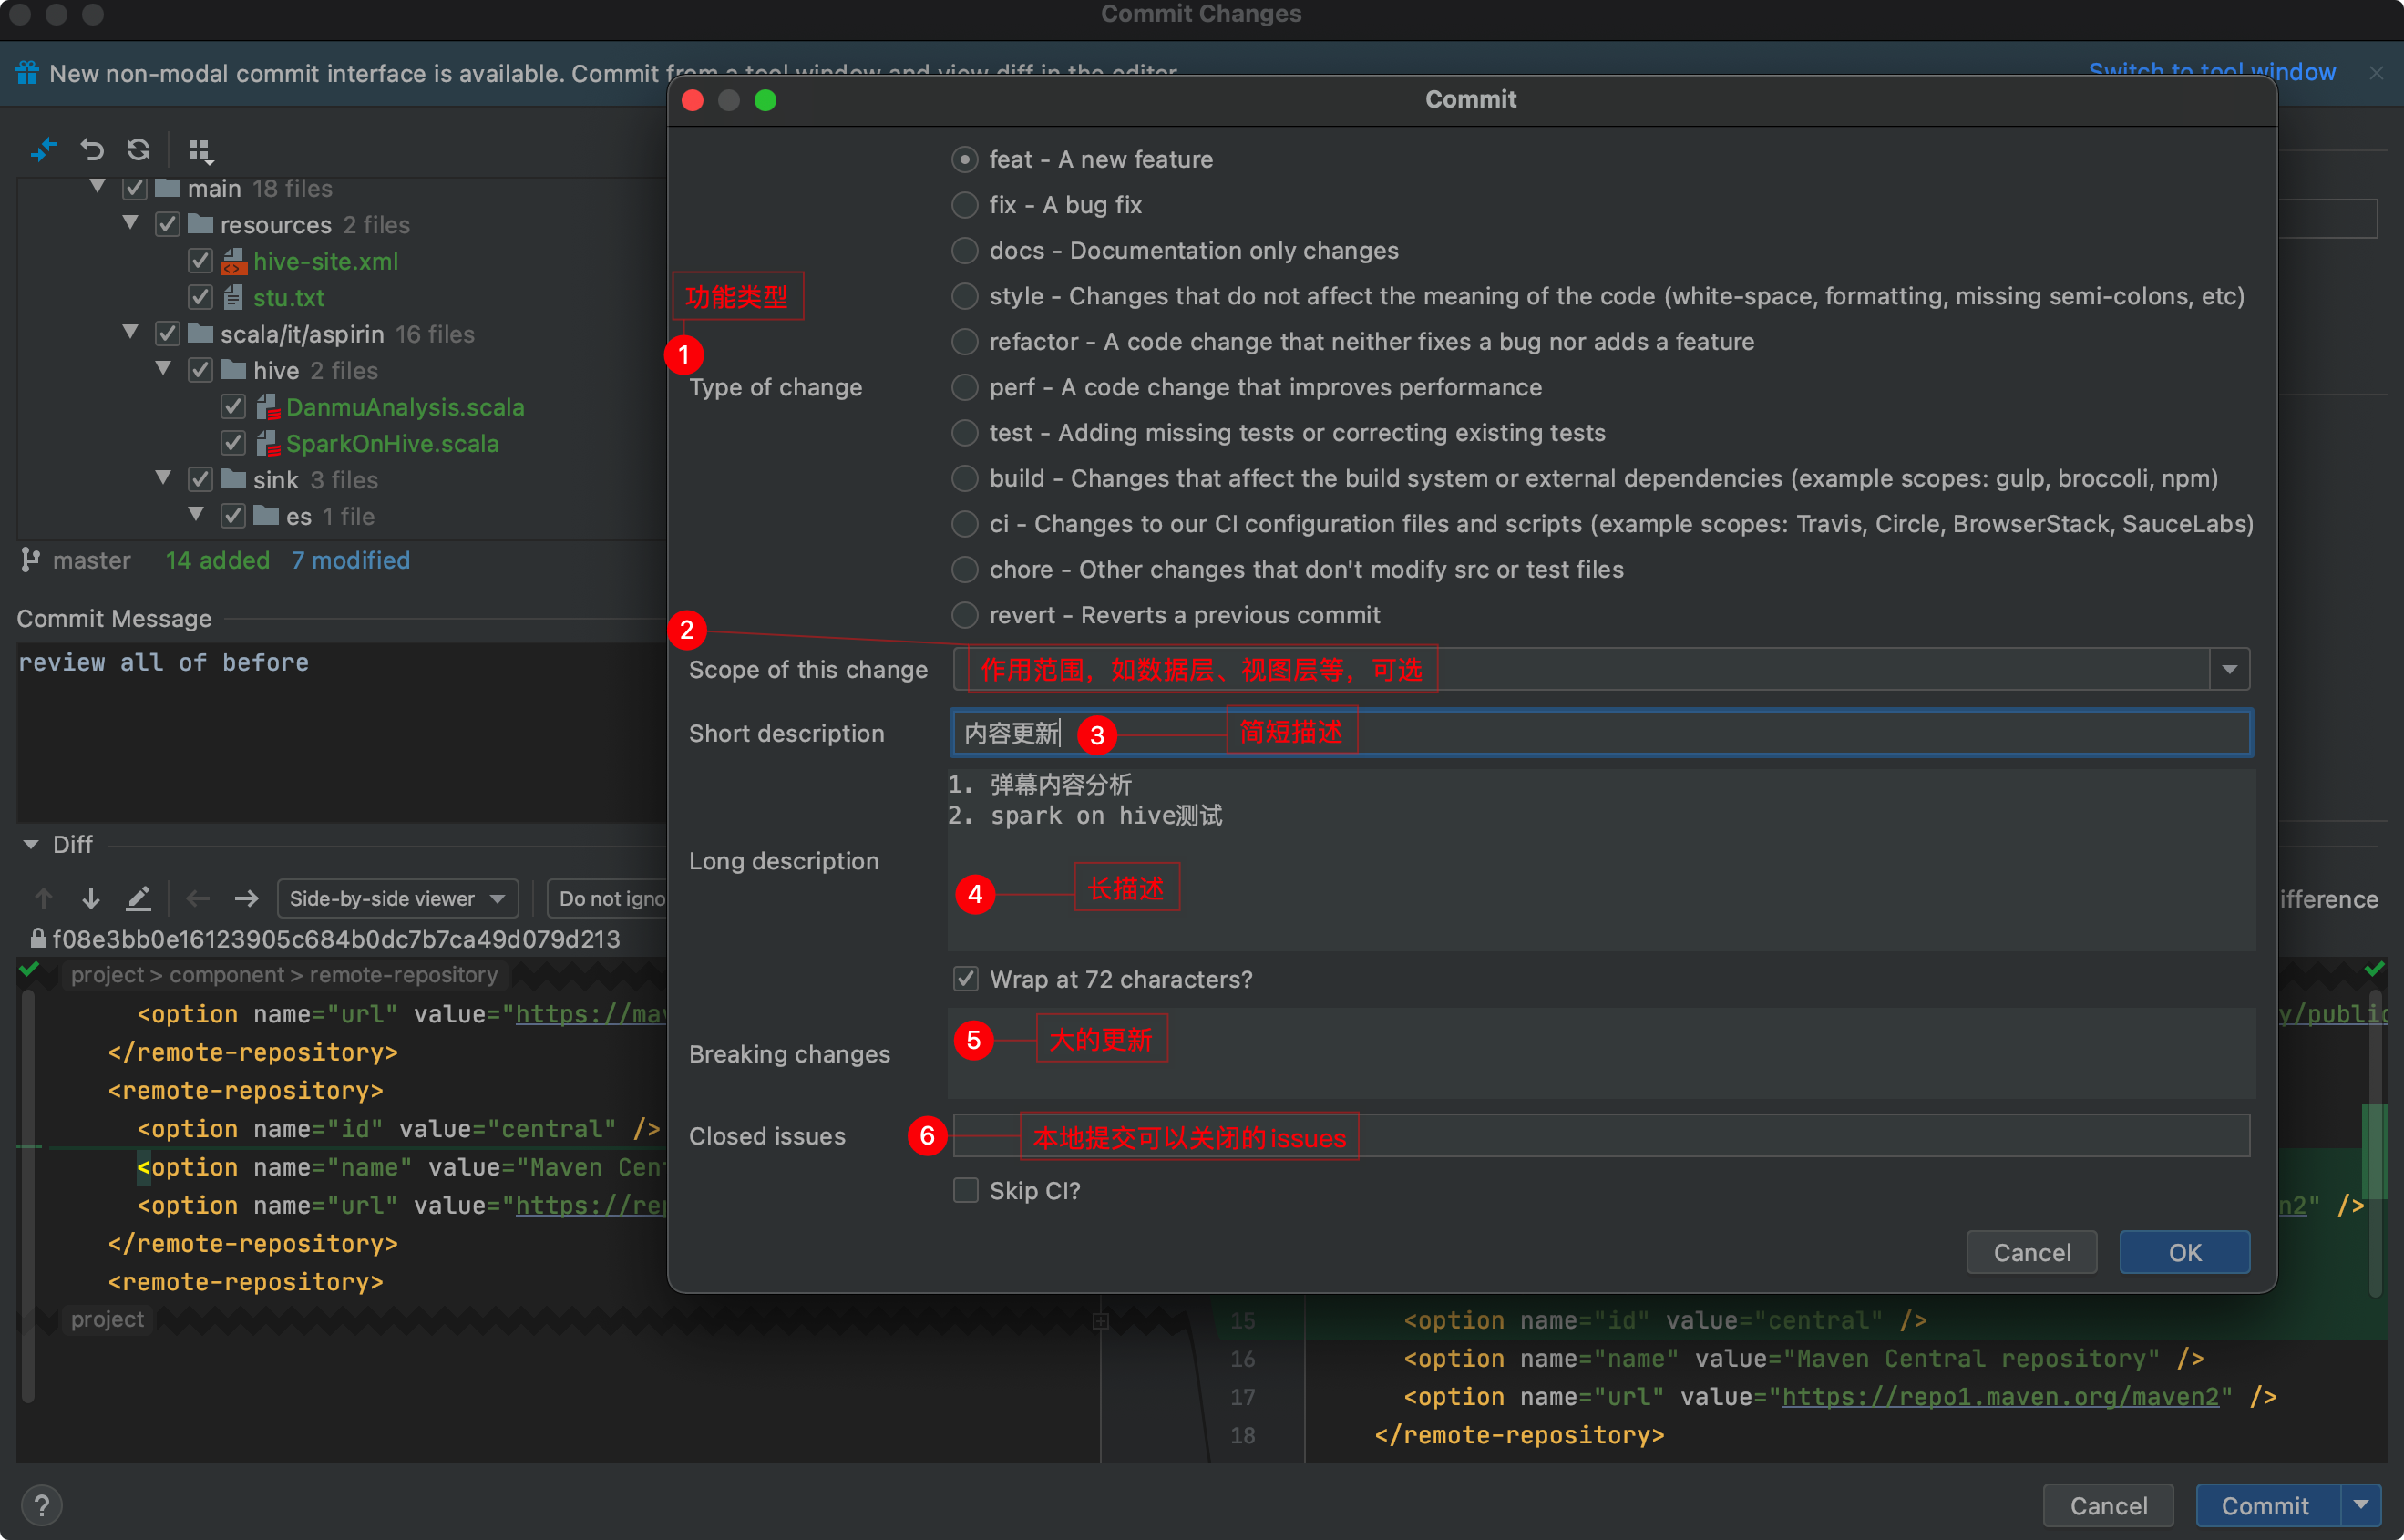 Commit Changes
New non-modal commit interface is available. Commit from a tool window and view diff in the editor
Switch to tool window
main 18 files
resources 2 files
hive-site.xml
stu.txt
scala/it/aspirin 16 files
hive 2 files
DanmuAnalysis.scala
SparkOnHive.scala
sink 3 files
es 1 file
master 14 added 7 modified
Commit Message
review all of before
Diff
Side-by-side viewer
Do not igno
ifference
f08e3bb0e16123905c684b0dc7b7ca49d079d213
project > component > remote-repository
<option name="url" value="https://mav
y/public
</remote-repository>
<remote-repository>
<option name="id" value="central" />
<option name="name" value="Maven Cen
<option name="url" value="https://rep
n2" />
</remote-repository>
<remote-repository>
project
15 <option name="id" value="central" />
16 <option name="name" value="Maven Central repository" />
17 <option name="url" value="https://repo1.maven.org/maven2" />
18 </remote-repository>
?
Cancel
Commit
Commit
功能类型
1
Type of change
feat - A new feature
fix - A bug fix
docs - Documentation only changes
style - Changes that do not affect the meaning of the code (white-space, formatting, missing semi-colons, etc)
refactor - A code change that neither fixes a bug nor adds a feature
perf - A code change that improves performance
test - Adding missing tests or correcting existing tests
build - Changes that affect the build system or external dependencies (example scopes: gulp, broccoli, npm)
ci - Changes to our CI configuration files and scripts (example scopes: Travis, Circle, BrowserStack, SauceLabs)
chore - Other changes that don't modify src or test files
revert - Reverts a previous commit
2
Scope of this change
作用范围，如数据层、视图层等，可选
Short description
内容更新
3
简短描述
Long description
1. 弹幕内容分析
2. spark on hive测试
4
长描述
Wrap at 72 characters?
Breaking changes
5
大的更新
Closed issues
6
本地提交可以关闭的issues
Skip CI?
Cancel
OK